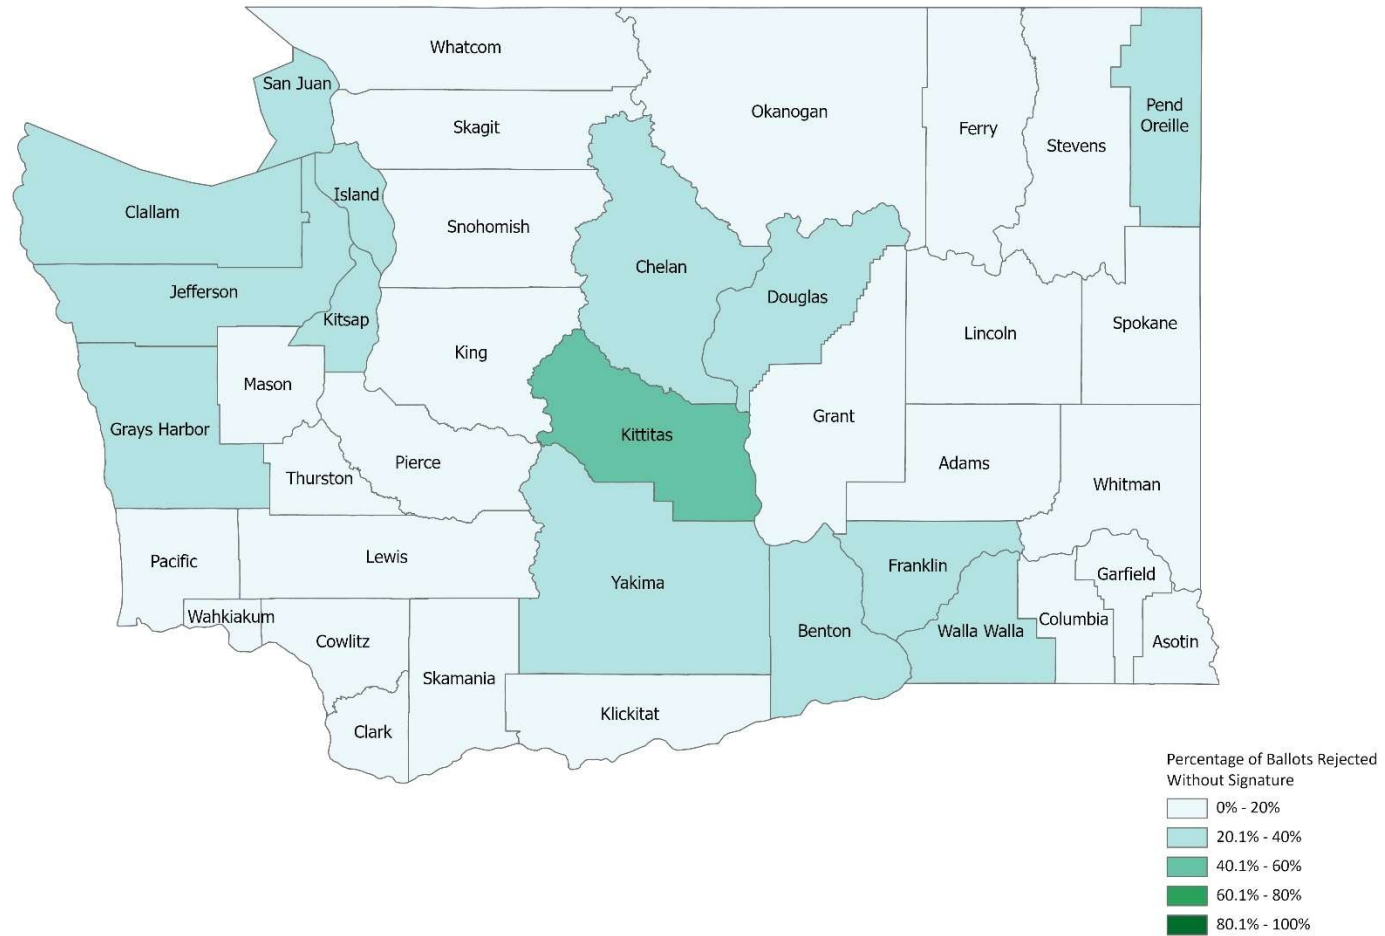 Whatcom
San Juan
Okanogan
Pend
Oreille
Skagit
Ferry
Stevens
Island
Clallam
Snohomish
Chelan
Jefferson
Douglas
Kitsap
Spokane
Lincoln
King
Mason
Grant
Grays Harbor
Kittitas
Pierce
Adams
Thurston
Whitman
Lewis
Pacific
Franklin
Garfield
Yakima
Wahkiakum
Columbia
Benton
Walla Walla
Cowlitz
Asotin
Skamania
Klickitat
Clark
Percentage of Ballots Rejected
Without Signature
0% - 20%
20.1% - 40%
40.1% - 60%
60.1% - 80%
80.1% - 100%